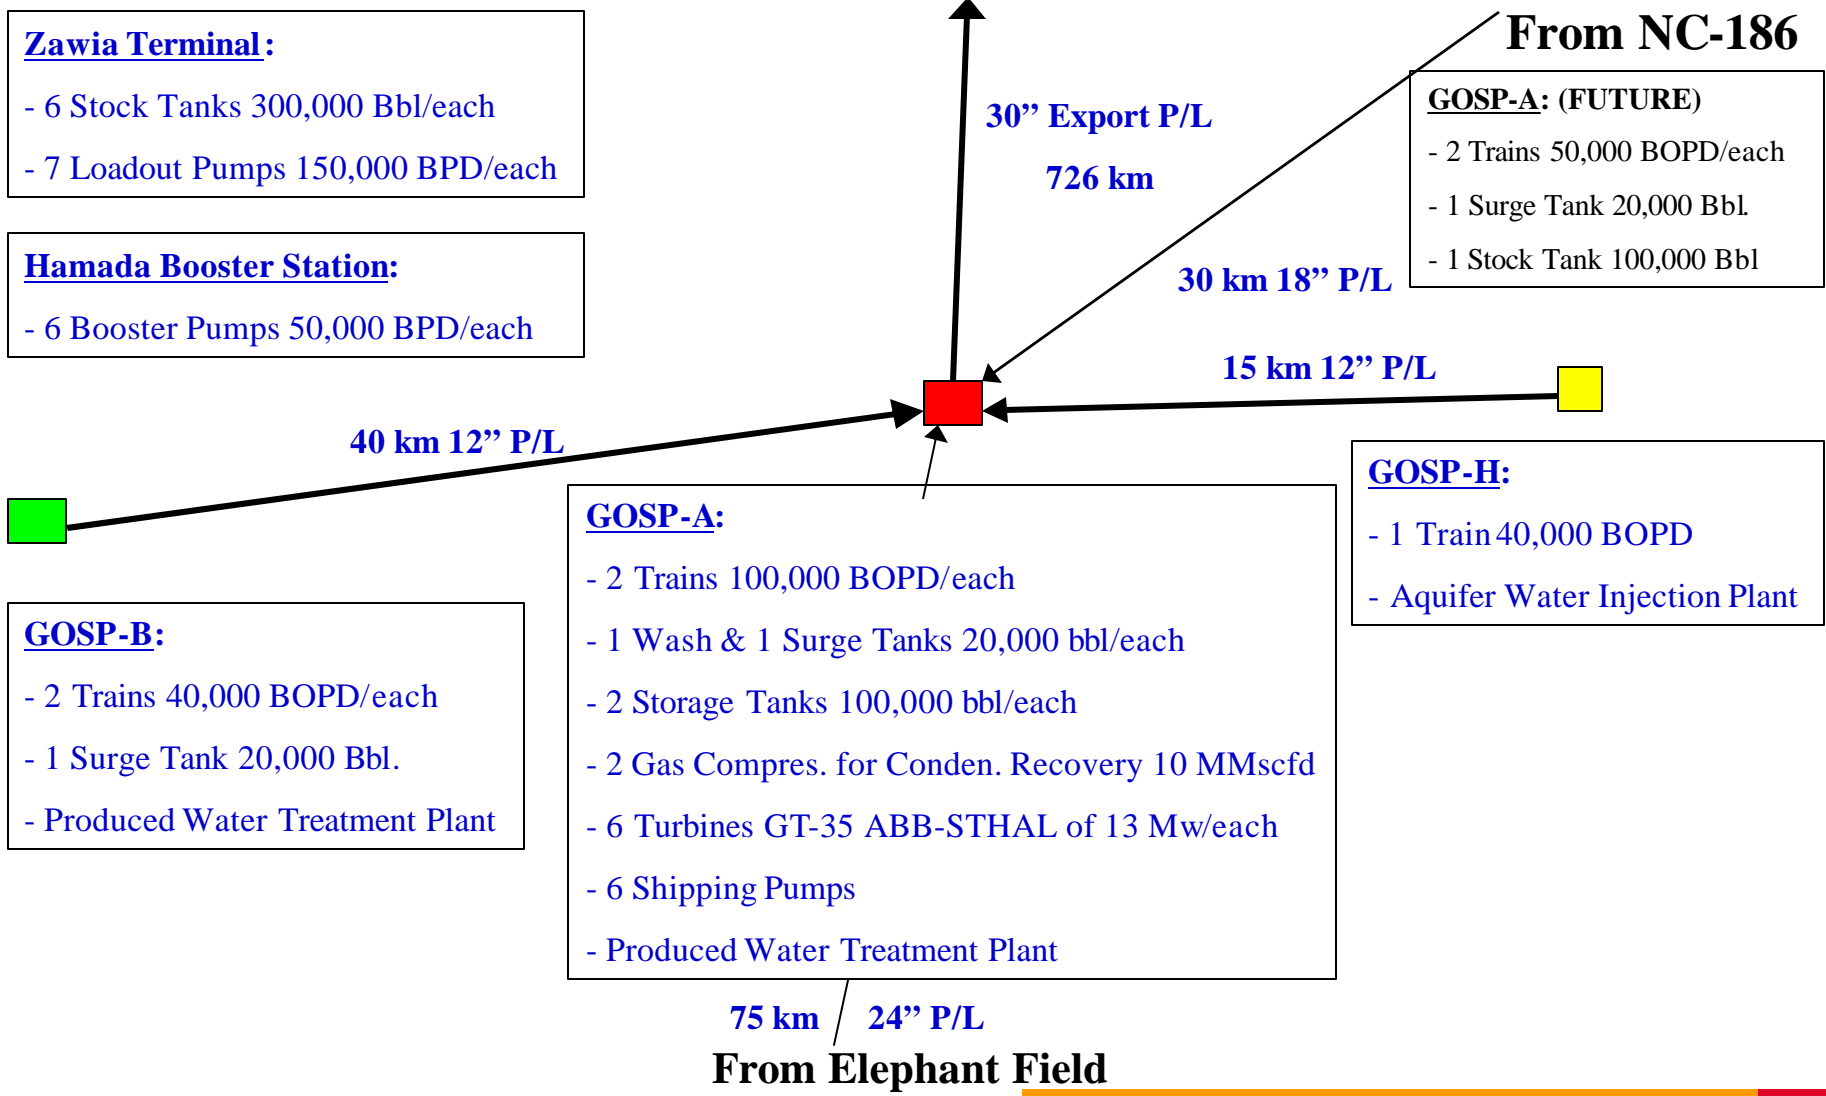 Zawia Terminal:
- 6 Stock Tanks 300,000 Bbl/each
- 7 Loadout Pumps 150,000 BPD/each
Hamada Booster Station:
- 6 Booster Pumps 50,000 BPD/each
30’’ Export P/L
726 km
From NC-186
GOSP-A: (FUTURE)
- 2 Trains 50,000 BOPD/each
- 1 Surge Tank 20,000 Bbl.
- 1 Stock Tank 100,000 Bbl
30 km 18’’ P/L
15 km 12’’ P/L
40 km 12’’ P/L
GOSP-B:
- 2 Trains 40,000 BOPD/each
- 1 Surge Tank 20,000 Bbl.
- Produced Water Treatment Plant
GOSP-A:
- 2 Trains 100,000 BOPD/each
- 1 Wash & 1 Surge Tanks 20,000 bbl/each
- 2 Storage Tanks 100,000 bbl/each
- 2 Gas Compres. for Conden. Recovery 10 MMscfd
- 6 Turbines GT-35 ABB-STHAL of 13 Mw/each
- 6 Shipping Pumps
- Produced Water Treatment Plant
GOSP-H:
- 1 Train 40,000 BOPD
- Aquifer Water Injection Plant
75 km 24’’ P/L
From Elephant Field